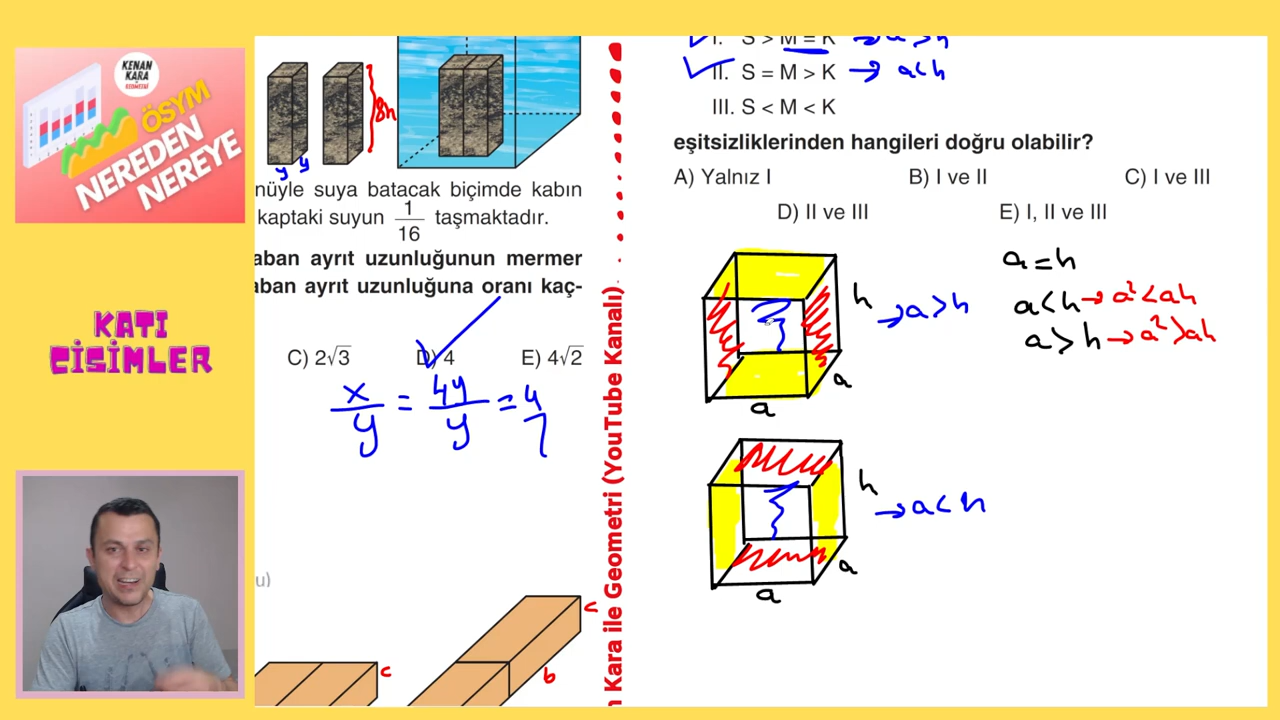 KENAN
KARA
GEOMETRİ
ÖSYM
NEREDEN
NEREYE
KATI
CİSİMLER
8h
y y
nüyle suya batacak biçimde kabın
kaptaki suyun 1/16 taşmaktadır.
aban ayrıt uzunluğunun mermer
aban ayrıt uzunluğuna oranı kaç-
C) 2√3 D) 4 E) 4√2
x/y = 4y/y = 4
u)
c
c
b
n Kara ile Geometri (YouTube Kanalı)
I. S > M = K → a > h
II. S = M > K → a < h
III. S < M < K
eşitsizliklerinden hangileri doğru olabilir?
A) Yalnız I B) I ve II C) I ve III
D) II ve III E) I, II ve III
a = h
a < h → a² < ah
a > h → a² > ah
h → a > h
a
a
h → a < h
a
a